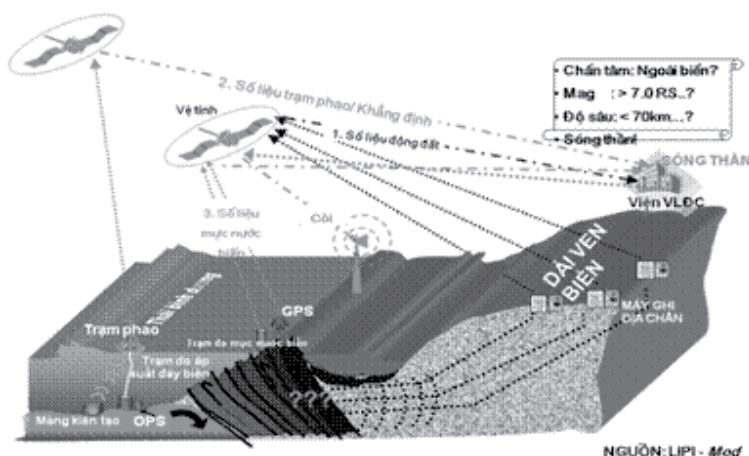 2. Số liệu trạm phao/ Khẳng định
Vệ tinh
1. Số liệu động đất
Chấn tâm: Ngoài biển?
Mag : > 7.0 RS..?
Độ sâu: < 70km...?
Sóng thần!
SÓNG THẦN
Viện VLĐC
3. Số liệu
mực nước
biển
Còi
DẢI VEN
BIỂN
Thái bình dương
GPS
MÁY GHI
ĐỊA CHẤN
Trạm phao
Trạm đo mực nước biển
Trạm đo áp
suất đáy biển
???
Mảng kiến tạo
OPS
NGUỒN: LIPI - Mod